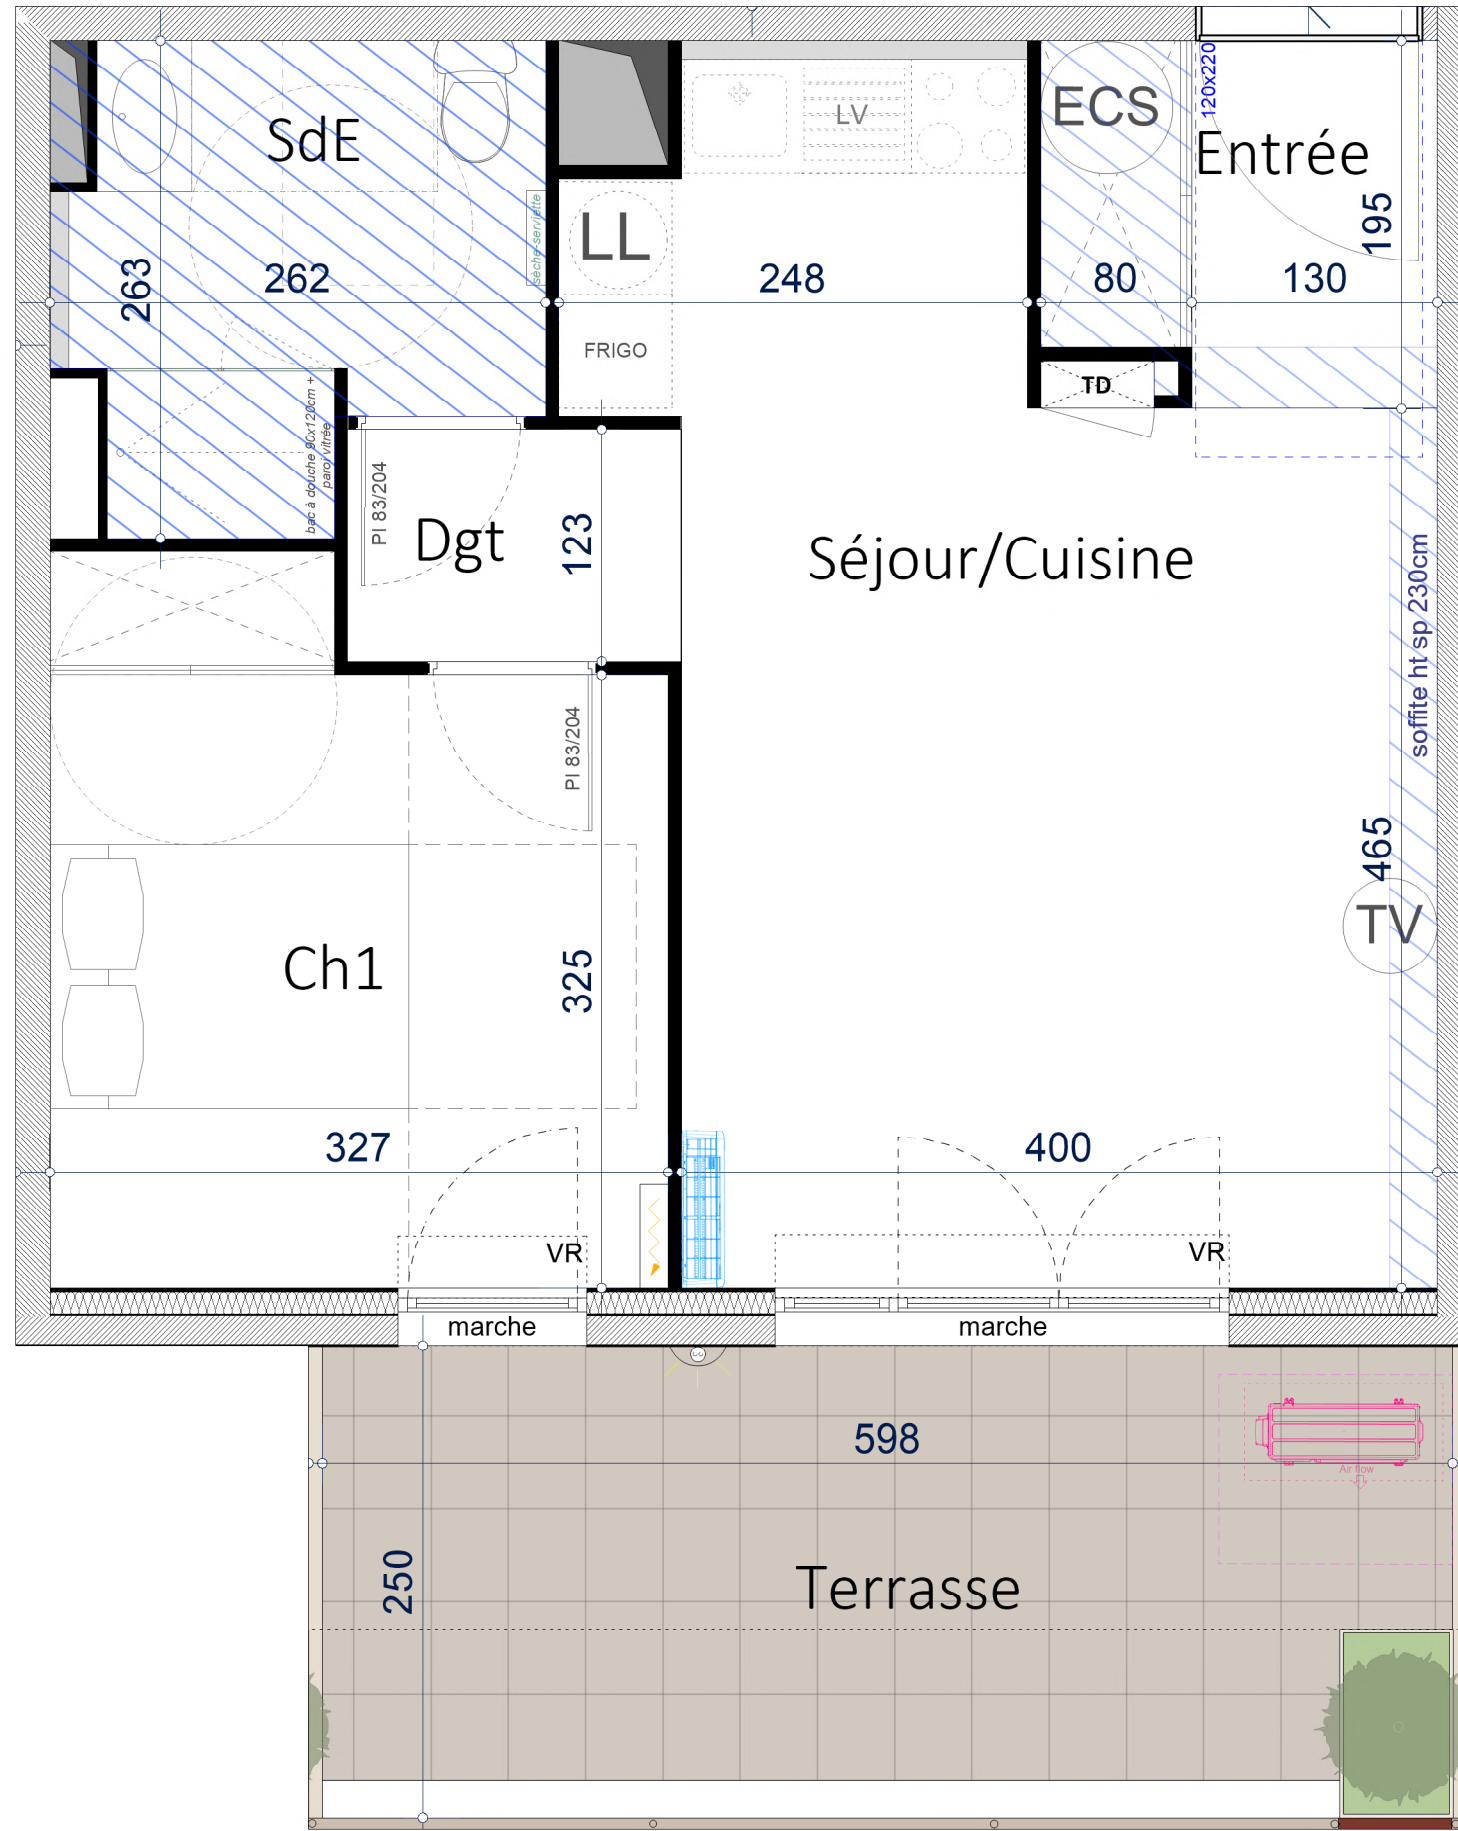 120x220
ECS
SdE
LV
Entrée
195
sèche-serviette
LL
263
262
248
80
130
FRIGO
TD
bac à douche 90x120cm +
paroi vitrée
PI 83/204
Dgt
123
Séjour/Cuisine
soffite ht sp 230cm
PI 83/204
465
TV
Ch1
325
327
400
VR
VR
marche
marche
598
Air flow
250
Terrasse